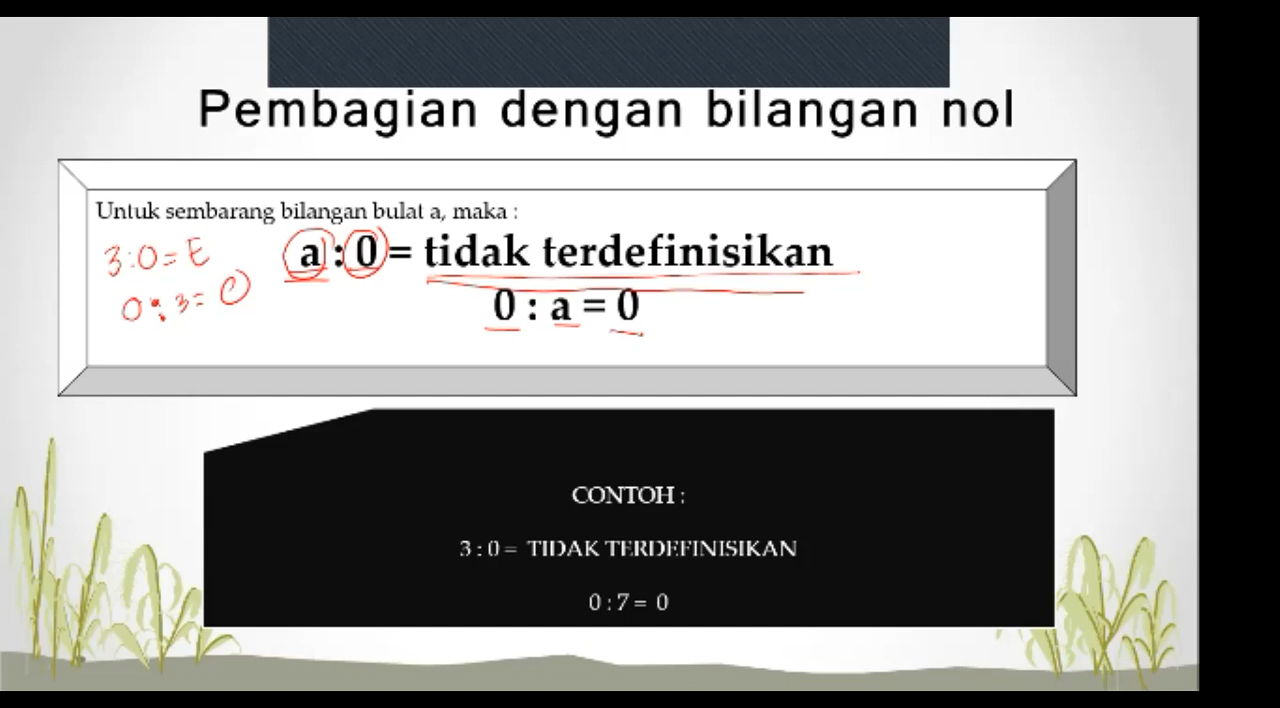 Pembagian dengan bilangan nol
Untuk sembarang bilangan bulat a, maka :
3:0=E
a : 0 = tidak terdefinisikan
0:3=0
0 : a = 0
CONTOH :
3 : 0 = TIDAK TERDEFINISIKAN
0 : 7 = 0